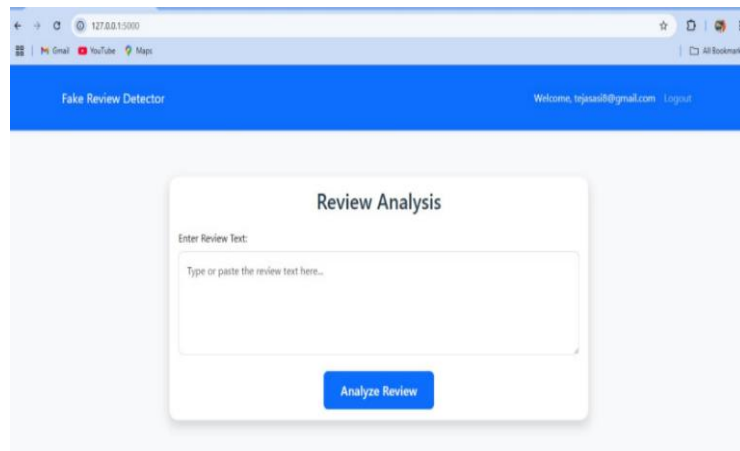 127.0.0.1:5000
Gmail YouTube Maps All Bookmark
Fake Review Detector Welcome, tejasasi8@gmail.com Logout
Review Analysis
Enter Review Text:
Type or paste the review text here...
Analyze Review